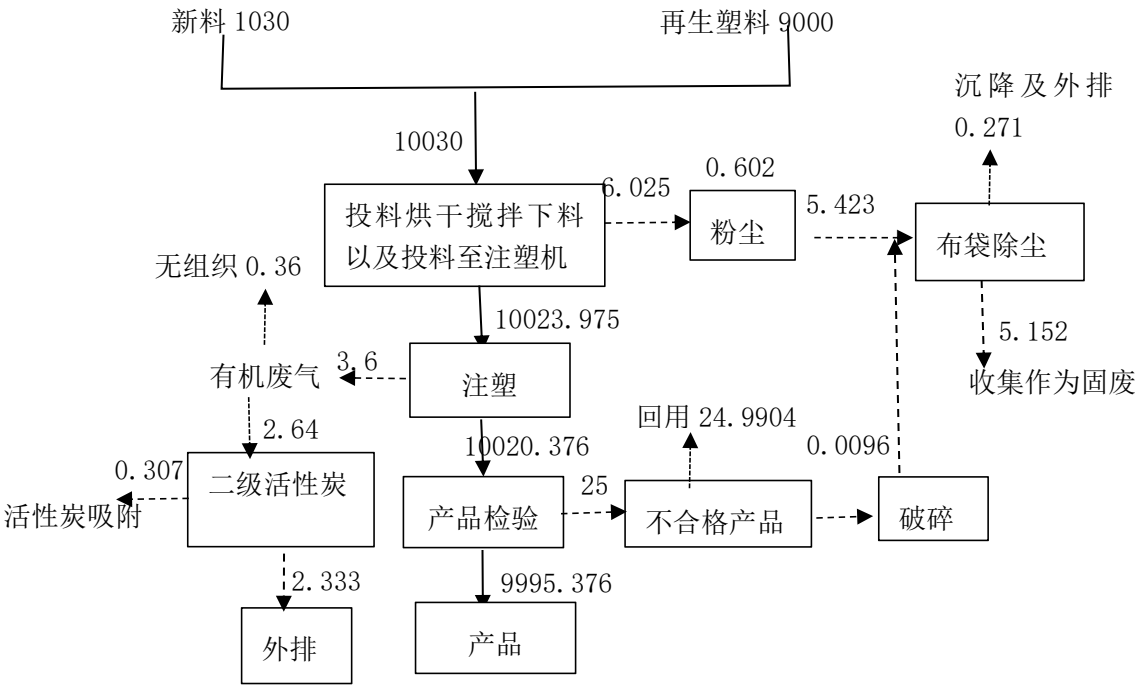 新料 1030
再生塑料 9000
沉降及外排
0.271
10030
0.602
6.025
5.423
投料烘干搅拌下料
以及投料至注塑机
粉尘
布袋除尘
无组织 0.36
10023.975
5.152
收集作为固废
有机废气
3.6
注塑
2.64
10020.376
回用 24.9904
0.0096
0.307
活性炭吸附
二级活性炭
产品检验
25
不合格产品
破碎
2.333
9995.376
外排
产品